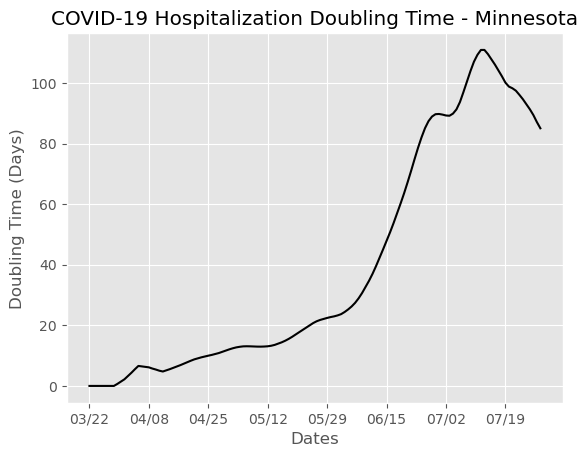 COVID-19 Hospitalization Doubling Time - Minnesota
Doubling Time (Days)
100
80
60
40
20
0
03/22 04/08 04/25 05/12 05/29 06/15 07/02 07/19
Dates